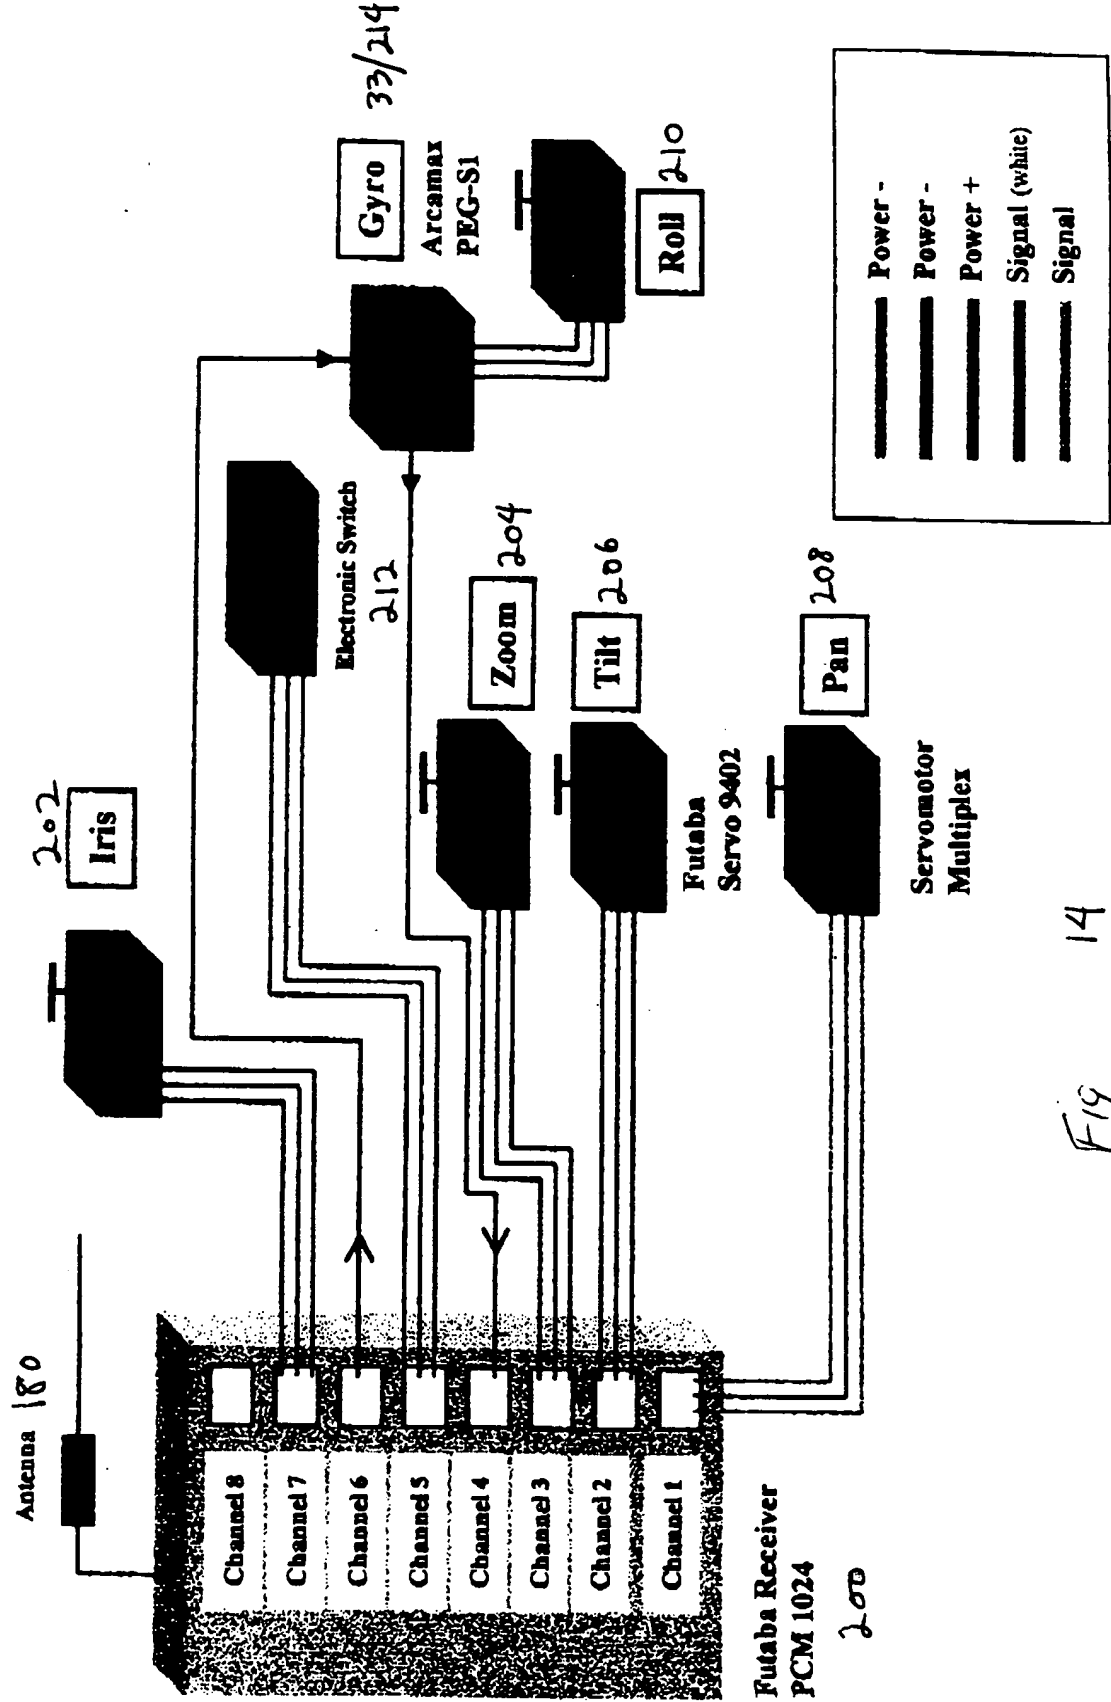 Antenna 180
Channel 8
Channel 7
Channel 6
Channel 5
Channel 4
Channel 3
Channel 2
Channel 1
Futaba Receiver
PCM 1024
200
202
Iris
Electronic Switch
212
Zoom
204
Tilt
206
Futaba
Servo 9402
Pan
208
Servomotor
Multiplex
Gyro
33/214
Arcamax
PEG-S1
Roll
210
Power -
Power -
Power +
Signal (white)
Signal
Fig 14